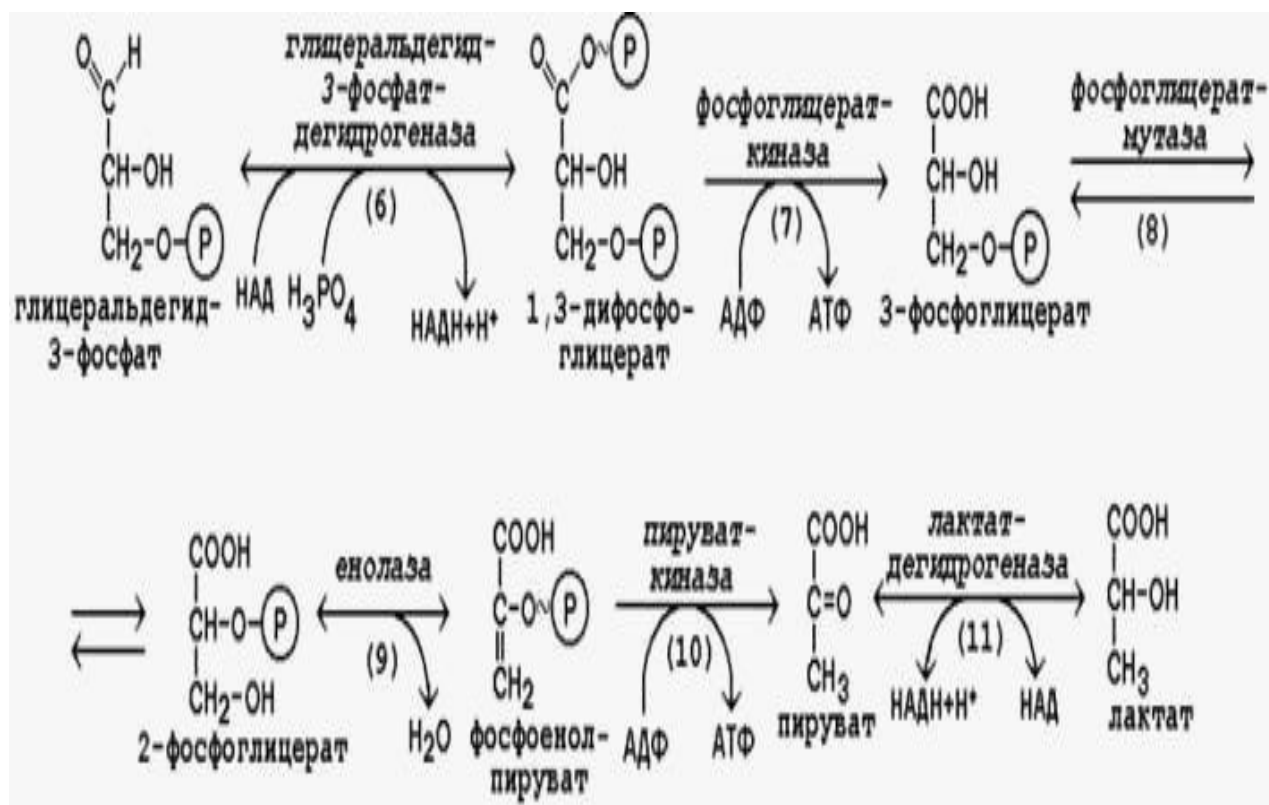 O H
C
CH-OH
CH₂-O-P
глицеральдегид-
3-фосфат
глицеральдегид-
3-фосфат-
дегидрогеназа
(6)
НАД H₃PO₄
НАДН+Н⁺
O O~P
C
CH-OH
CH₂-O-P
1,3-дифосфо-
глицерат
фосфоглицерат-
киназа
(7)
АДФ АТФ
COOH
CH-OH
CH₂-O-P
3-фосфоглицерат
фосфоглицерат-
мутаза
(8)
COOH
CH-O-P
CH₂-OH
2-фосфоглицерат
енолаза
(9)
H₂O
COOH
C-O~P
CH₂
фосфоенол-
пируват
пируват-
киназа
(10)
АДФ АТФ
COOH
C=O
CH₃
пируват
лактат-
дегидрогеназа
(11)
НАДН+Н⁺ НАД
COOH
CH-OH
CH₃
лактат